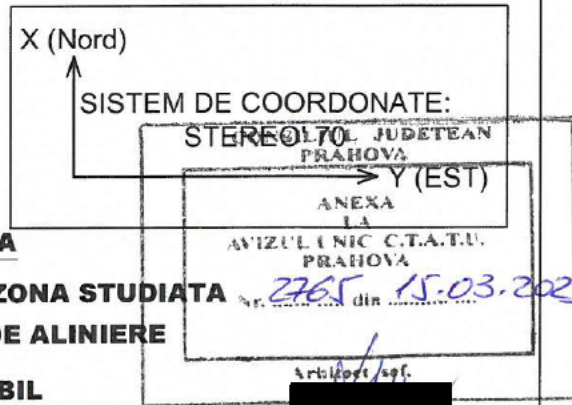 X (Nord)
SISTEM DE COORDONATE:
STEREO'70
JUDETEAN
PRAHOVA
Y (EST)
ANEXA
LA
AVIZUL UNIC C.T.A.T.U.
PRAHOVA
Nr. 2765 din 15.03.202
A
ZONA STUDIATA
DE ALINIERE
BIL
Arhitect sef.